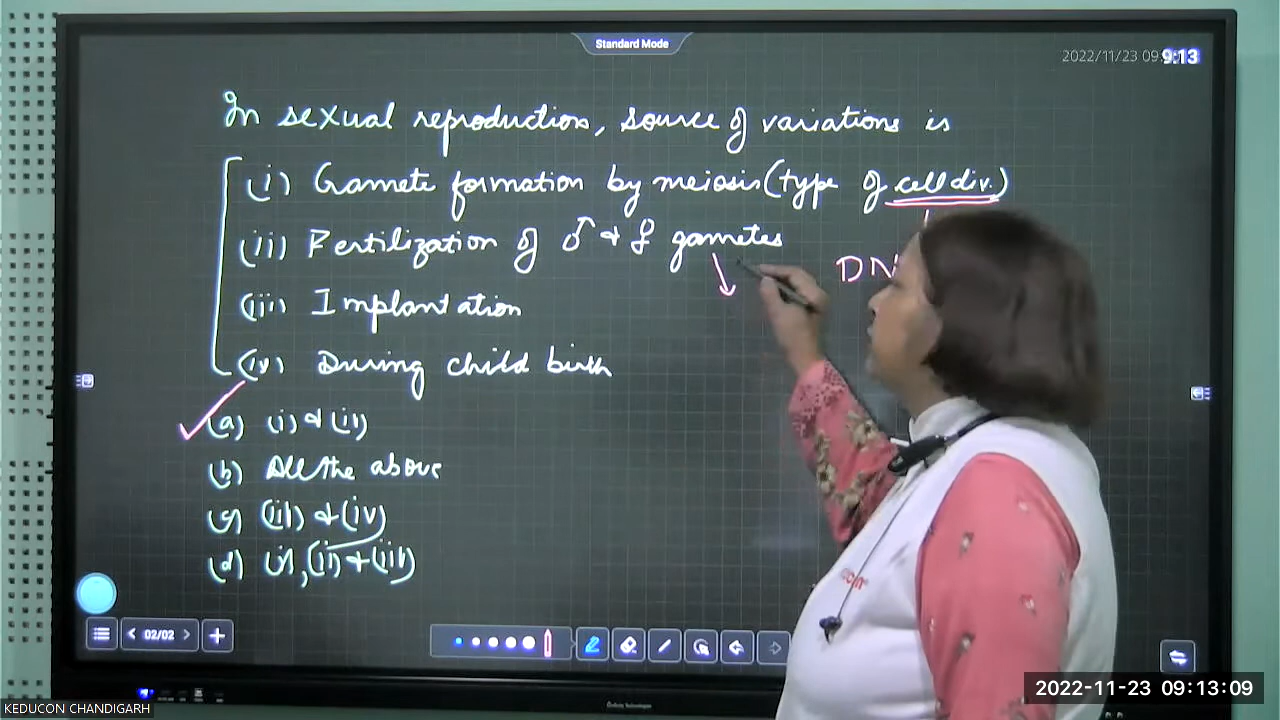 Standard Mode
2022/11/23 09:
9:13
In sexual reproduction, source of variations is
(i) Gamete formation by meiosis (type of cell div.)
(ii) Fertilization of ♂ & ♀ gametes
DN
(iii) Implantation
(iv) During child birth
(a) (i) & (iv)
(b) All the above
(c) (iii) & (iv)
(d) (i), (ii) & (iii)
02/02
2022-11-23 09:13:09
KEDUCON CHANDIGARH